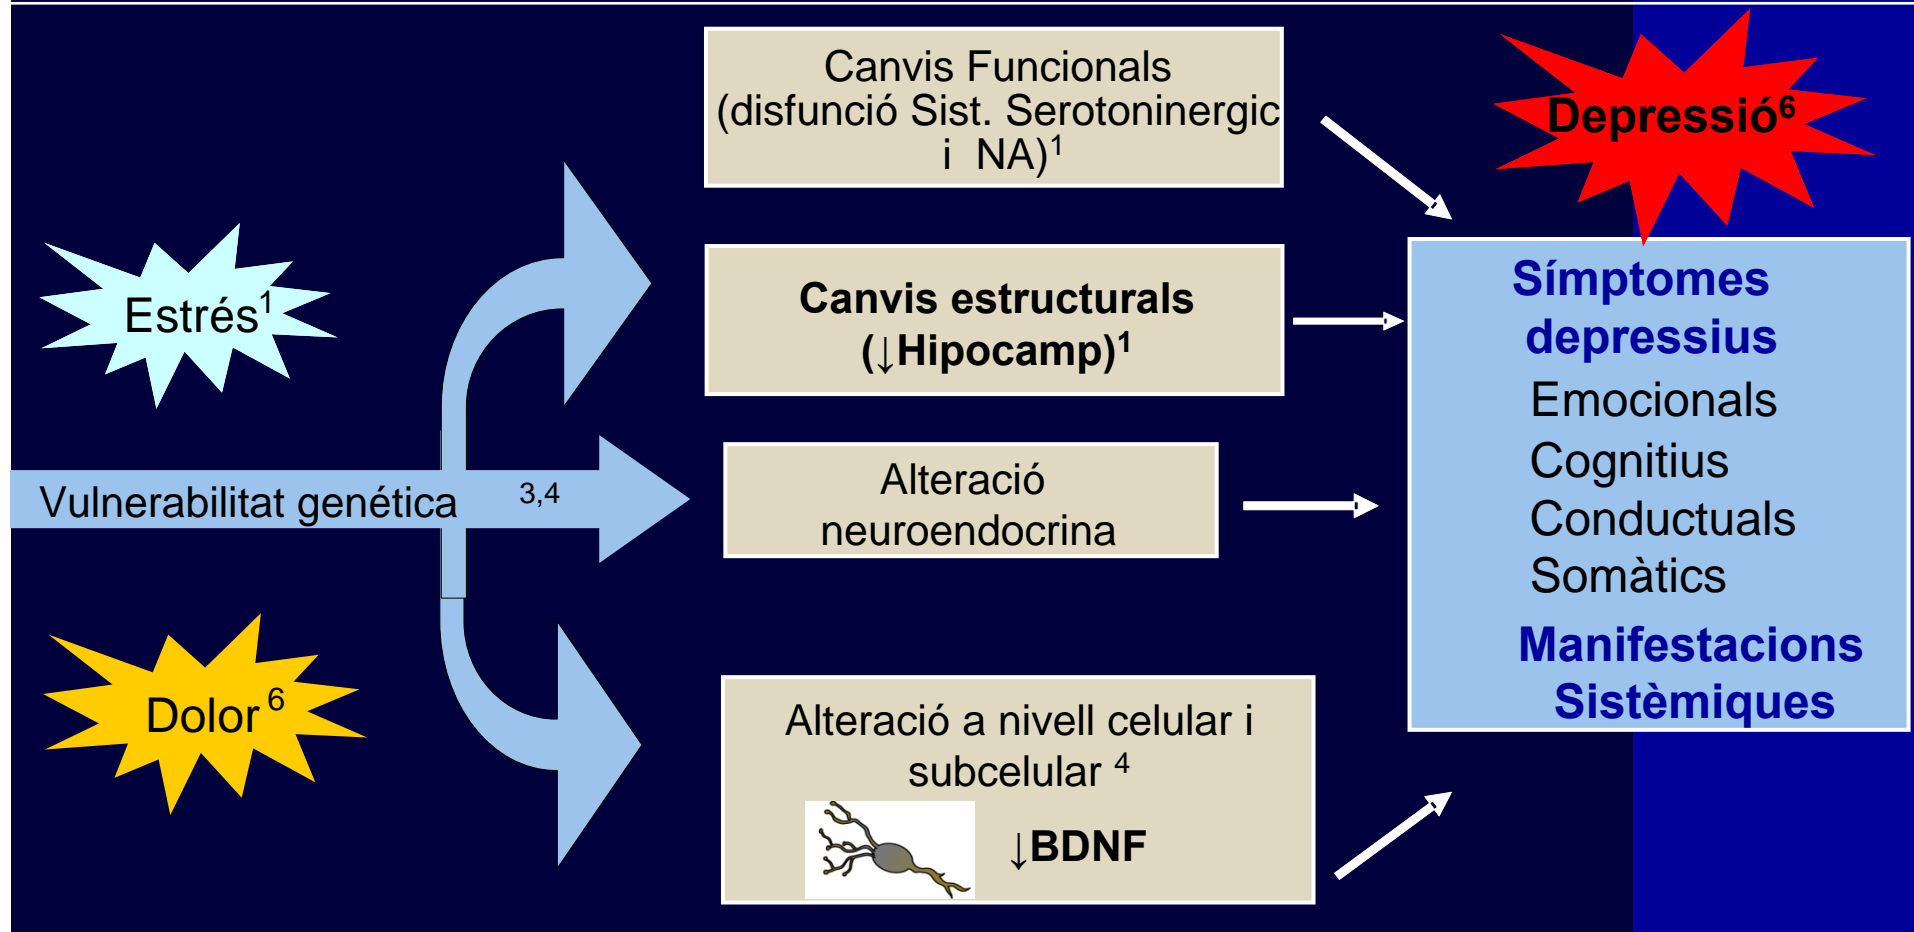 Canvis Funcionals
(disfunció Sist. Serotoninergic
i NA)¹
Depressió⁶
Estrés¹
Canvis estructurals
(↓Hipocamp)¹
Vulnerabilitat genética 3,4
Alteració
neuroendocrina
Dolor ⁶
Alteració a nivell celular i
subcelular ⁴
↓BDNF
Símptomes
depressius
Emocionals
Cognitius
Conductuals
Somàtics
Manifestacions
Sistèmiques